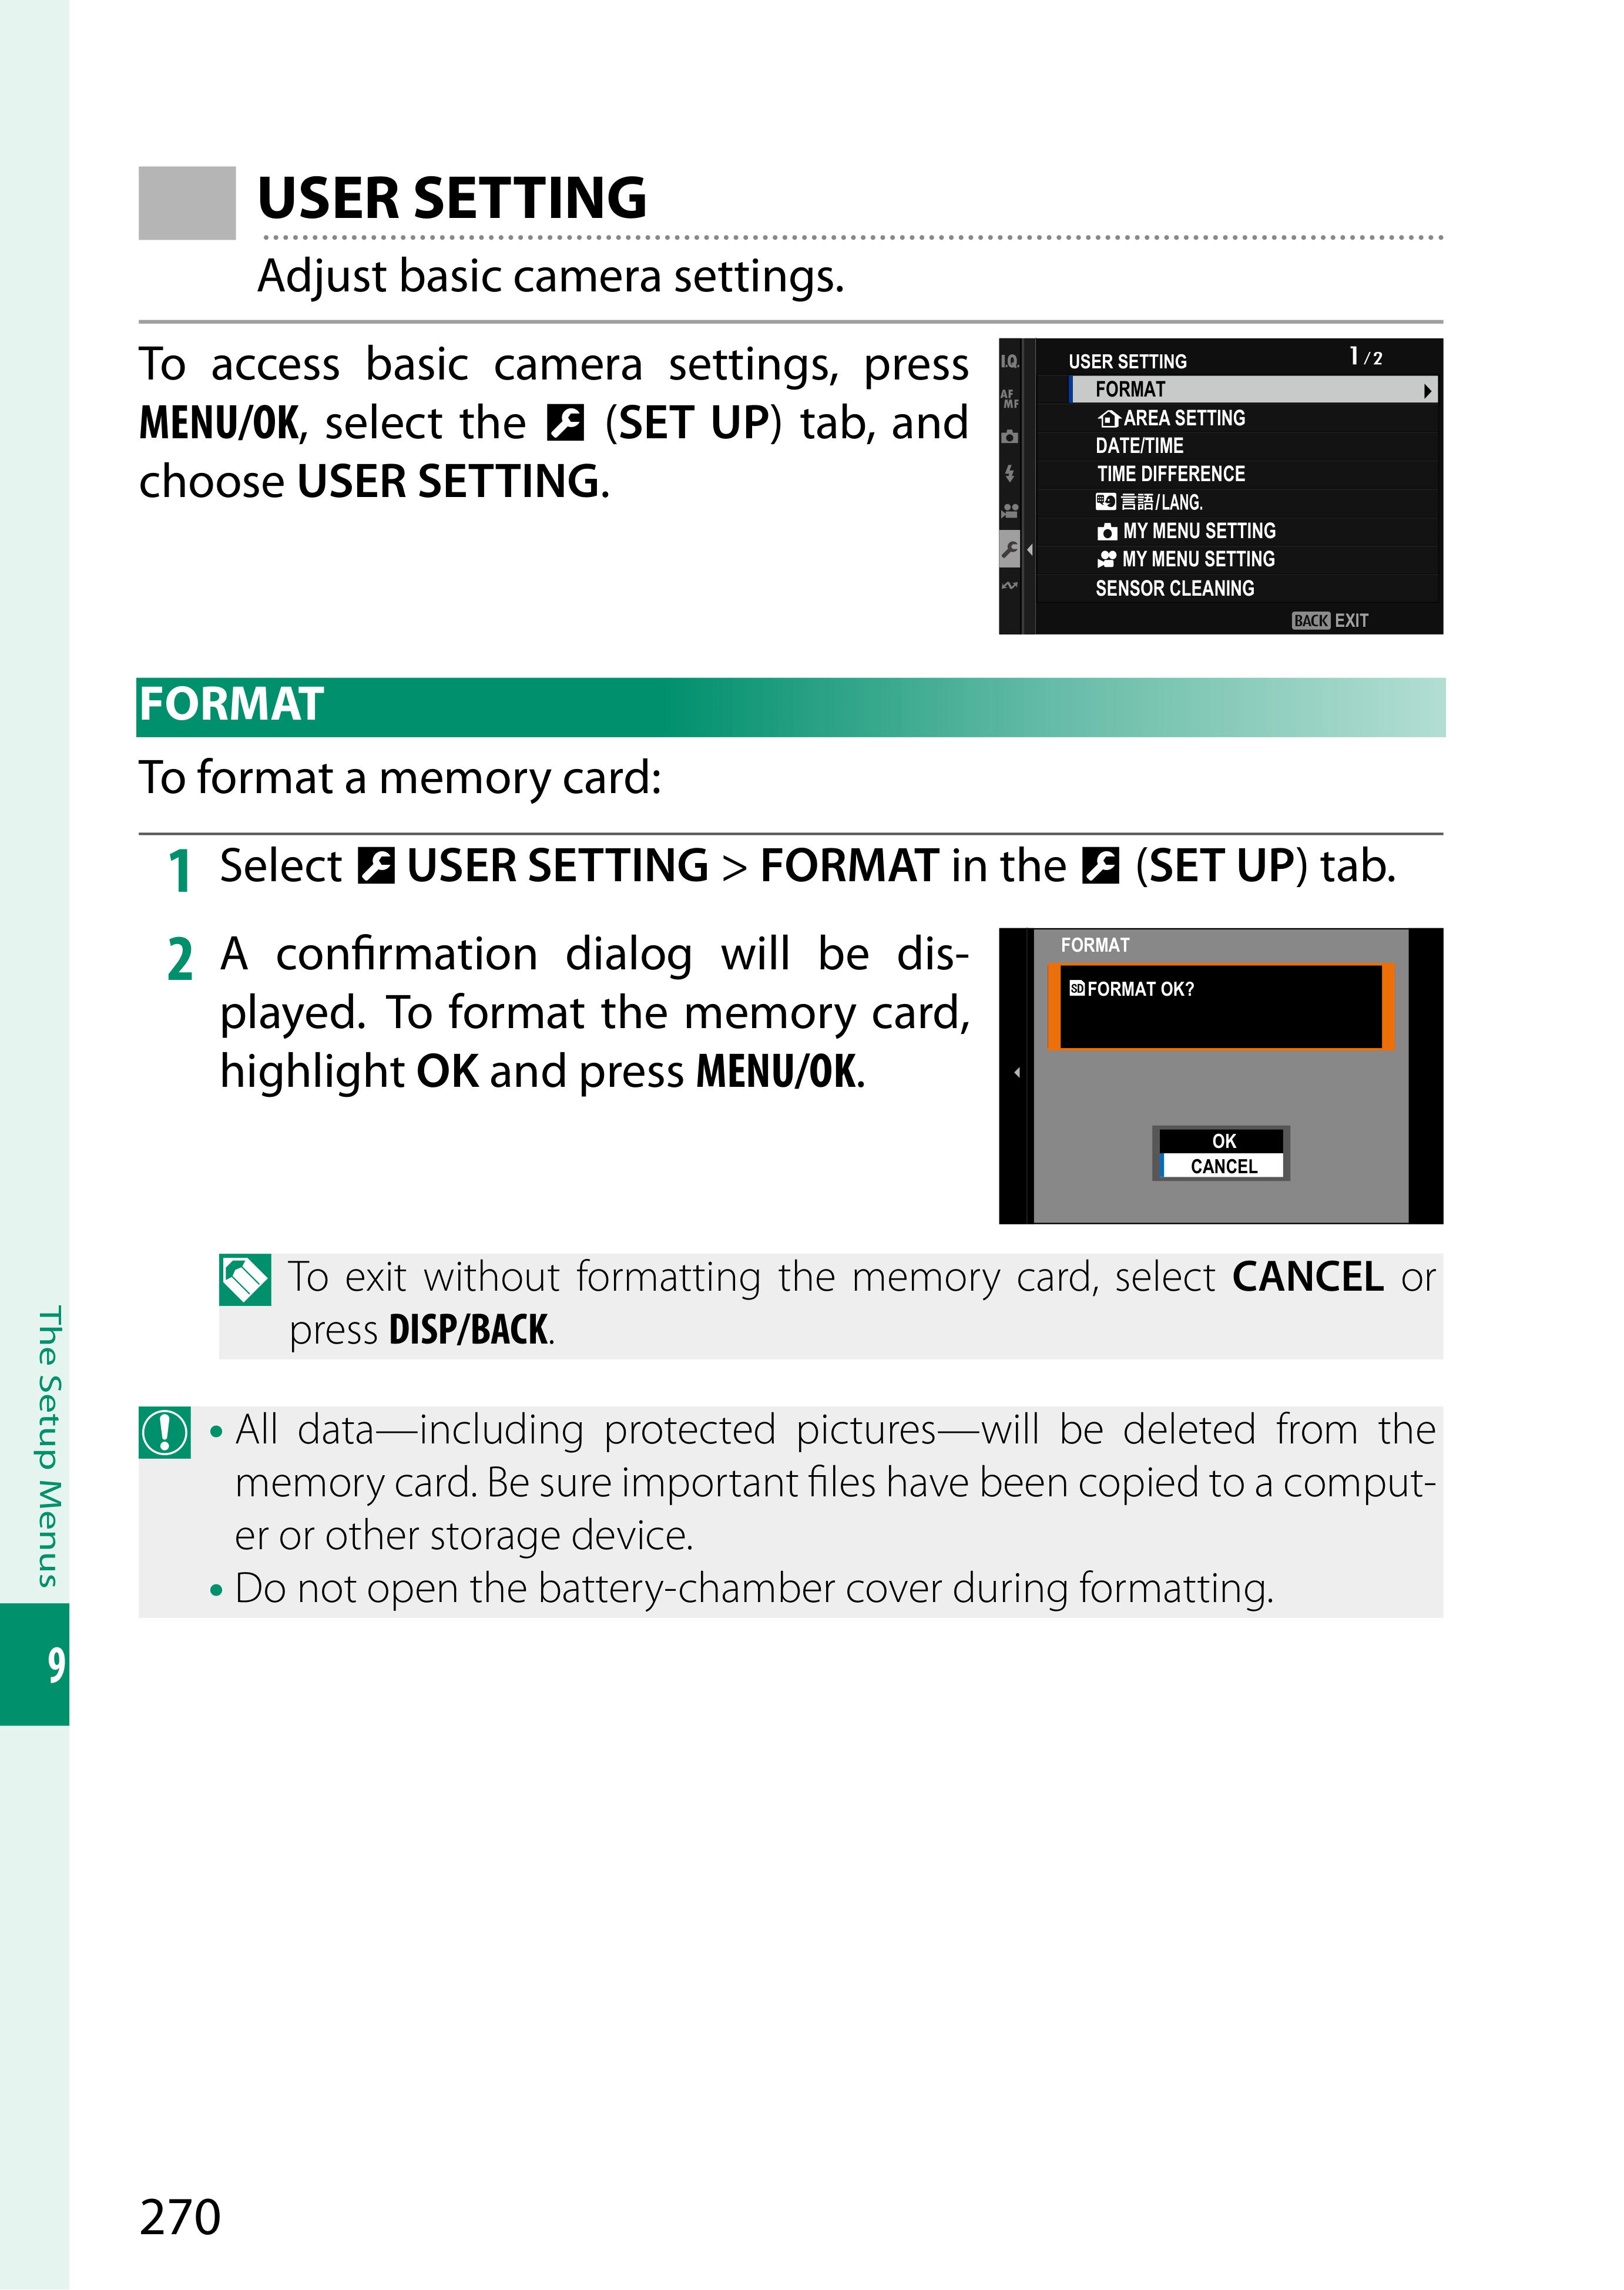 USER SETTING
Adjust basic camera settings.
To access basic camera settings, press
MENU/OK, select the (SET UP) tab, and
choose USER SETTING.
I.Q.
AF
MF
USER SETTING 1/2
FORMAT
AREA SETTING
DATE/TIME
TIME DIFFERENCE
言語/LANG.
MY MENU SETTING
MY MENU SETTING
SENSOR CLEANING
BACK EXIT
FORMAT
To format a memory card:
1 Select USER SETTING > FORMAT in the (SET UP) tab.
2 A confirmation dialog will be dis-
played. To format the memory card,
highlight OK and press MENU/OK.
FORMAT
SD FORMAT OK?
OK
CANCEL
To exit without formatting the memory card, select CANCEL or
press DISP/BACK.
• All data—including protected pictures—will be deleted from the
memory card. Be sure important files have been copied to a comput-
er or other storage device.
• Do not open the battery-chamber cover during formatting.
The Setup Menus
9
270